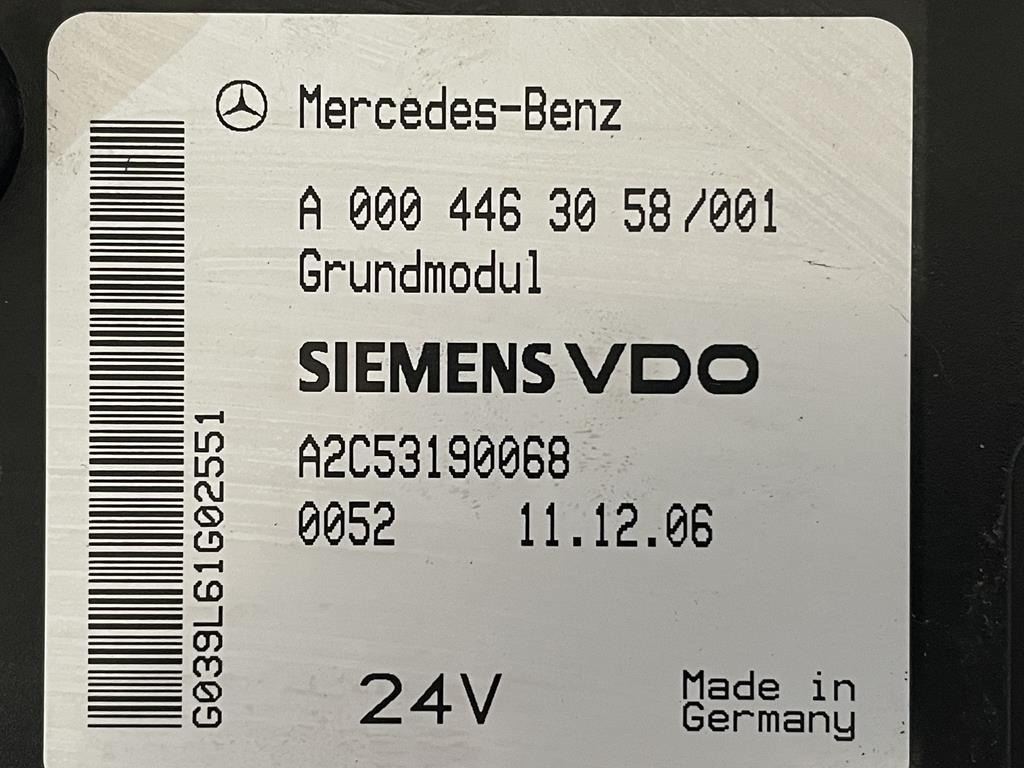 Mercedes-Benz
A 000 446 30 58/001
Grundmodul
SIEMENS VDO
A2C53190068
0052 11.12.06
24V
Made in
Germany
G039L61G02551